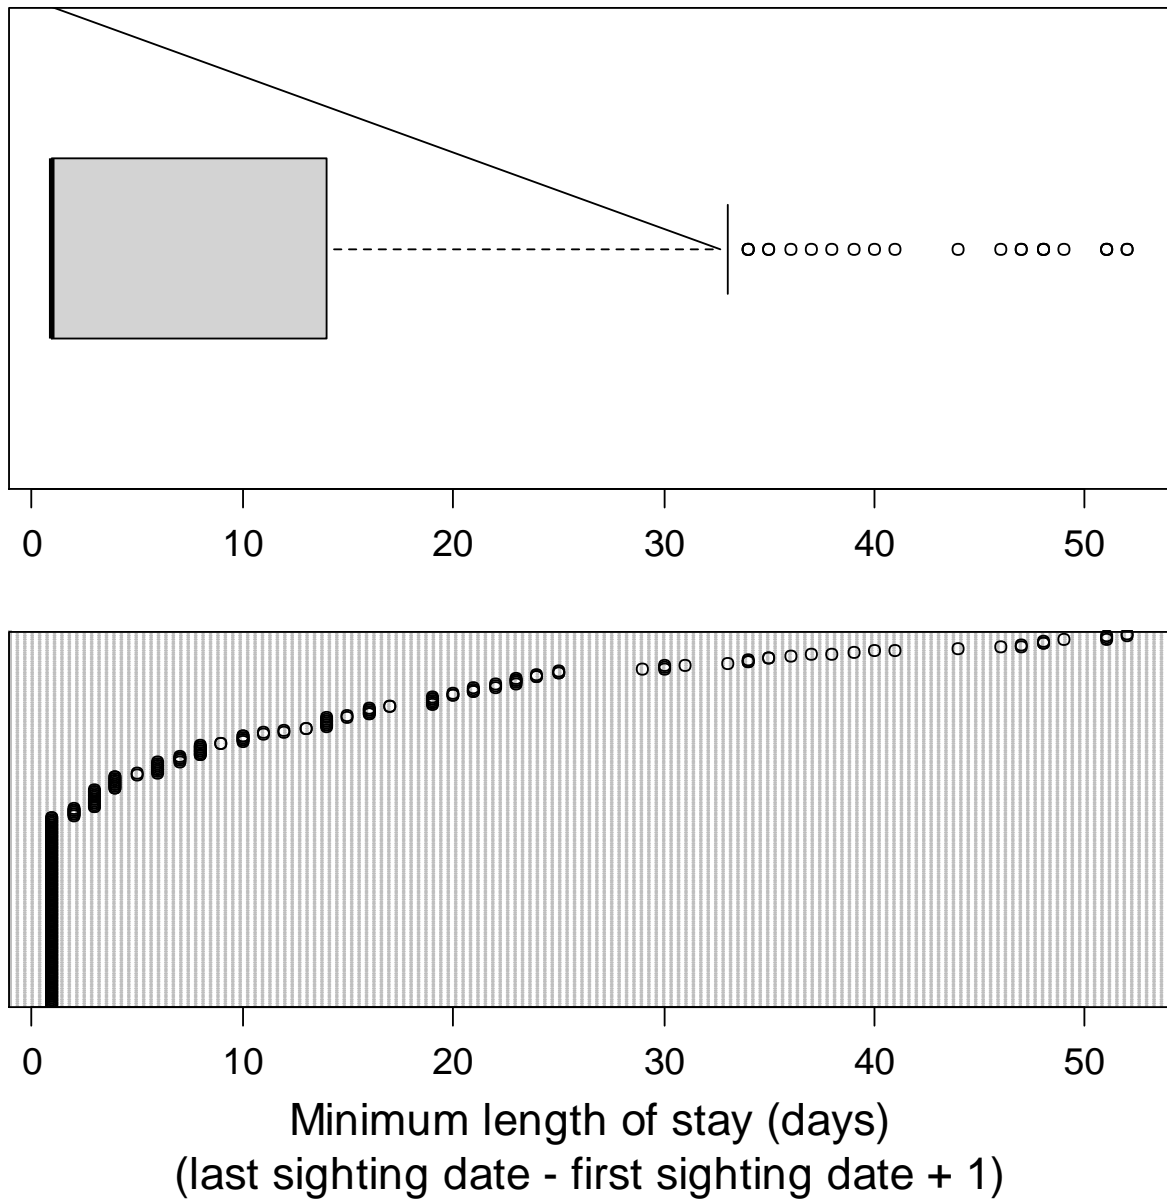 0 10 20 30 40 50
0 10 20 30 40 50
Minimum length of stay (days)
(last sighting date - first sighting date + 1)